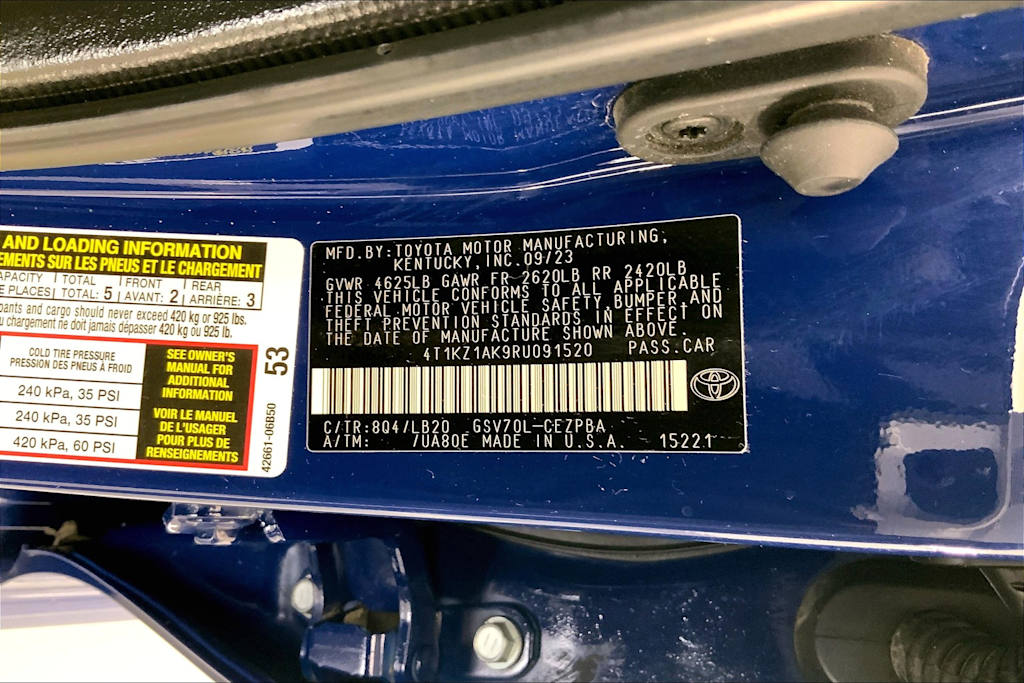 AND LOADING INFORMATION
EMENTS SUR LES PNEUS ET LE CHARGEMENT
APACITY TOTAL FRONT REAR
E PLACES TOTAL: 5 AVANT: 2 ARRIÈRE: 3
pants and cargo should never exceed 420 kg or 925 lbs.
u chargement ne doit jamais dépasser 420 kg ou 925 lb.
COLD TIRE PRESSURE
PRESSION DES PNEUS À FROID
240 kPa, 35 PSI
240 kPa, 35 PSI
420 kPa, 60 PSI
SEE OWNER'S
MANUAL FOR
ADDITIONAL
INFORMATION
VOIR LE MANUEL
DE L'USAGER
POUR PLUS DE
RENSEIGNEMENTS
53
42661-06B50
MFD.BY:TOYOTA MOTOR MANUFACTURING,
KENTUCKY,INC.09/23
GVWR 4625LB GAWR FR 2620LB RR 2420LB
THIS VEHICLE CONFORMS TO ALL APPLICABLE
FEDERAL MOTOR VEHICLE SAFETY,BUMPER,AND
THEFT PREVENTION STANDARDS IN EFFECT ON
THE DATE OF MANUFACTURE SHOWN ABOVE.
4T1KZ1AK9RU091520 PASS.CAR
C/TR:8Q4/LB20 GSV70L-CEZPBA
A/TM: /UA80E MADE IN U.S.A. 15221